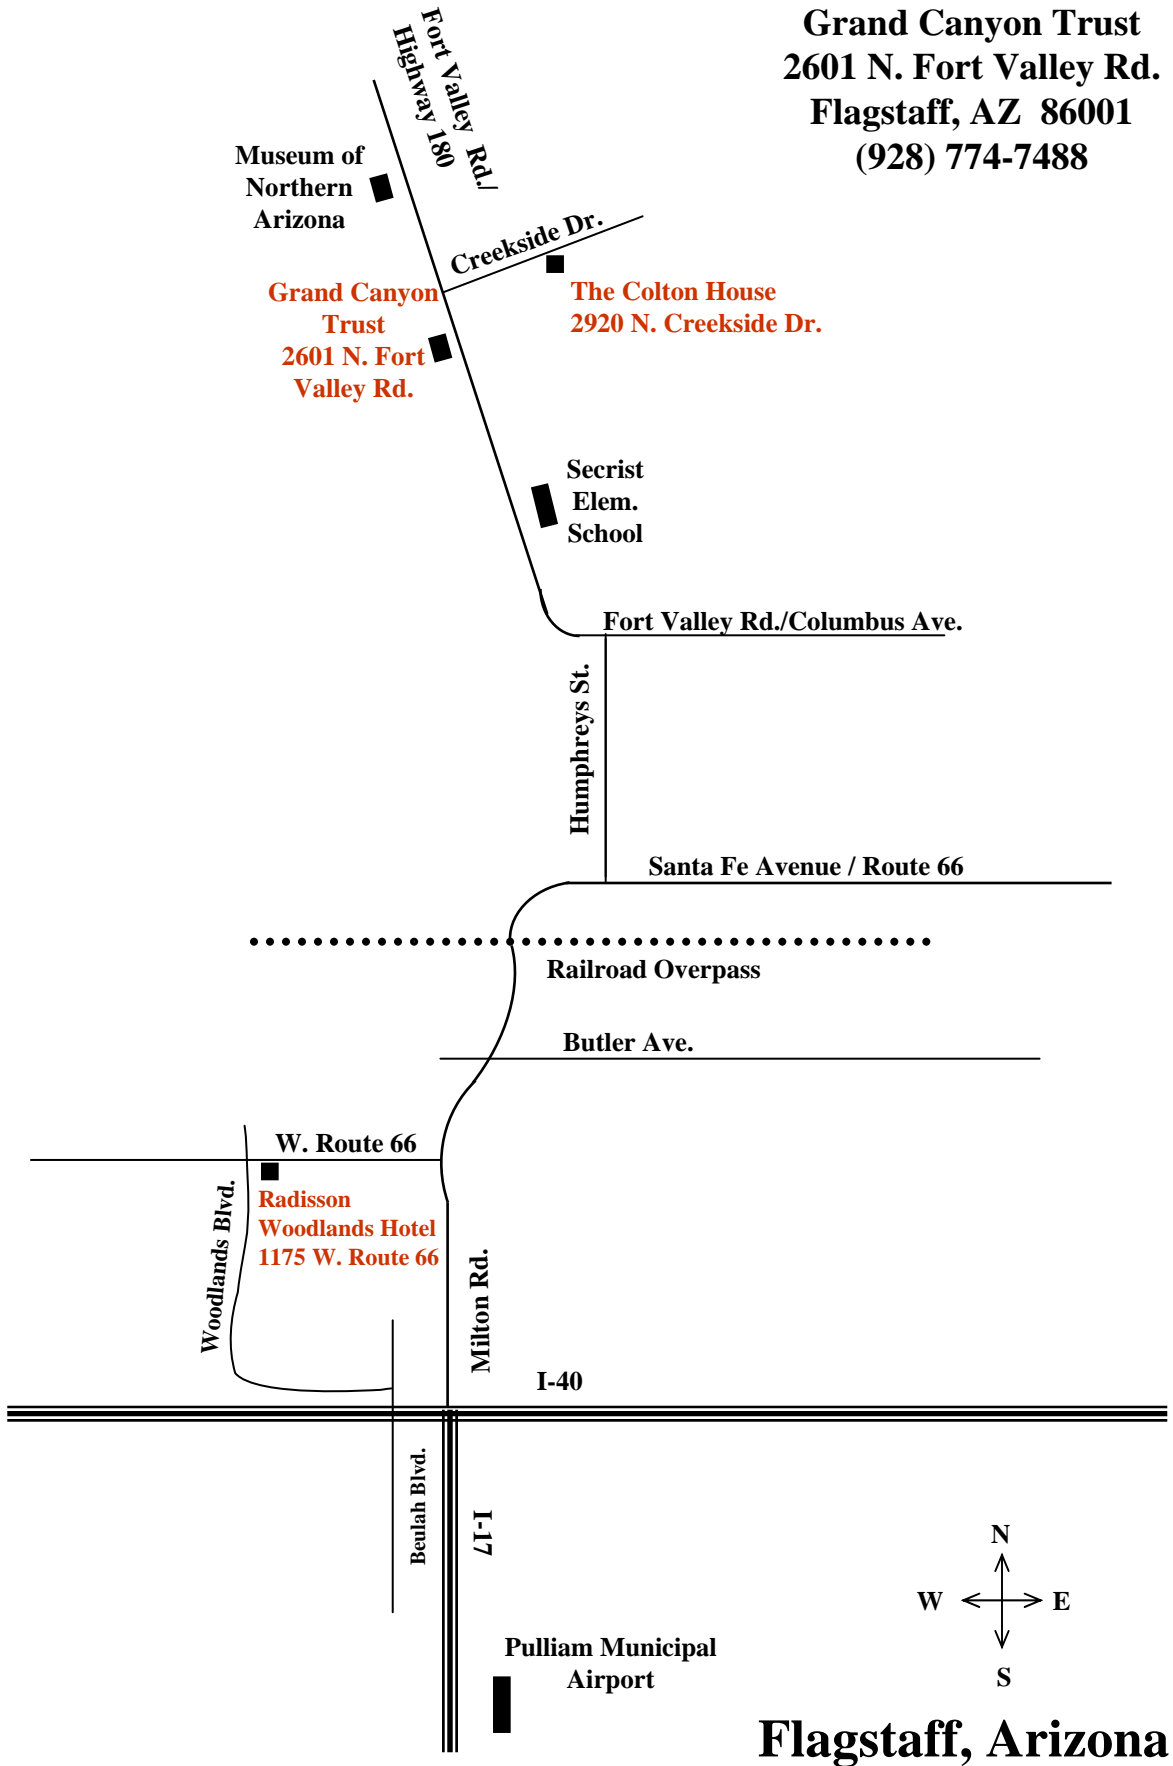 Grand Canyon Trust
2601 N. Fort Valley Rd.
Flagstaff, AZ 86001
(928) 774-7488
Fort Valley Rd./
Highway 180
Museum of
Northern
Arizona
Creekside Dr.
Grand Canyon
Trust
2601 N. Fort
Valley Rd.
The Colton House
2920 N. Creekside Dr.
Secrist
Elem.
School
Fort Valley Rd./Columbus Ave.
Humphreys St.
Santa Fe Avenue / Route 66
Railroad Overpass
Butler Ave.
W. Route 66
Woodlands Blvd.
Radisson
Woodlands Hotel
1175 W. Route 66
Milton Rd.
I-40
Beulah Blvd.
I-17
N
W
E
S
Pulliam Municipal
Airport
Flagstaff, Arizona